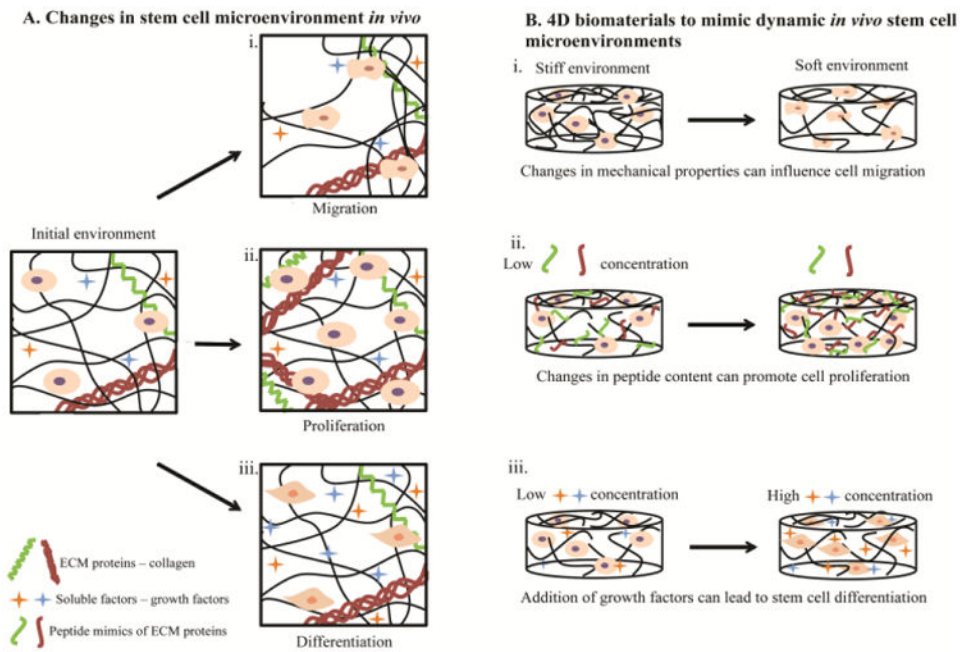 A. Changes in stem cell microenvironment in vivo
i.
Migration
Initial environment
ii.
Proliferation
iii.
Differentiation
ECM proteins – collagen
Soluble factors – growth factors
Peptide mimics of ECM proteins
B. 4D biomaterials to mimic dynamic in vivo stem cell
microenvironments
i.
Stiff environment
Soft environment
Changes in mechanical properties can influence cell migration
ii.
Low concentration
Changes in peptide content can promote cell proliferation
iii.
Low concentration
High concentration
Addition of growth factors can lead to stem cell differentiation